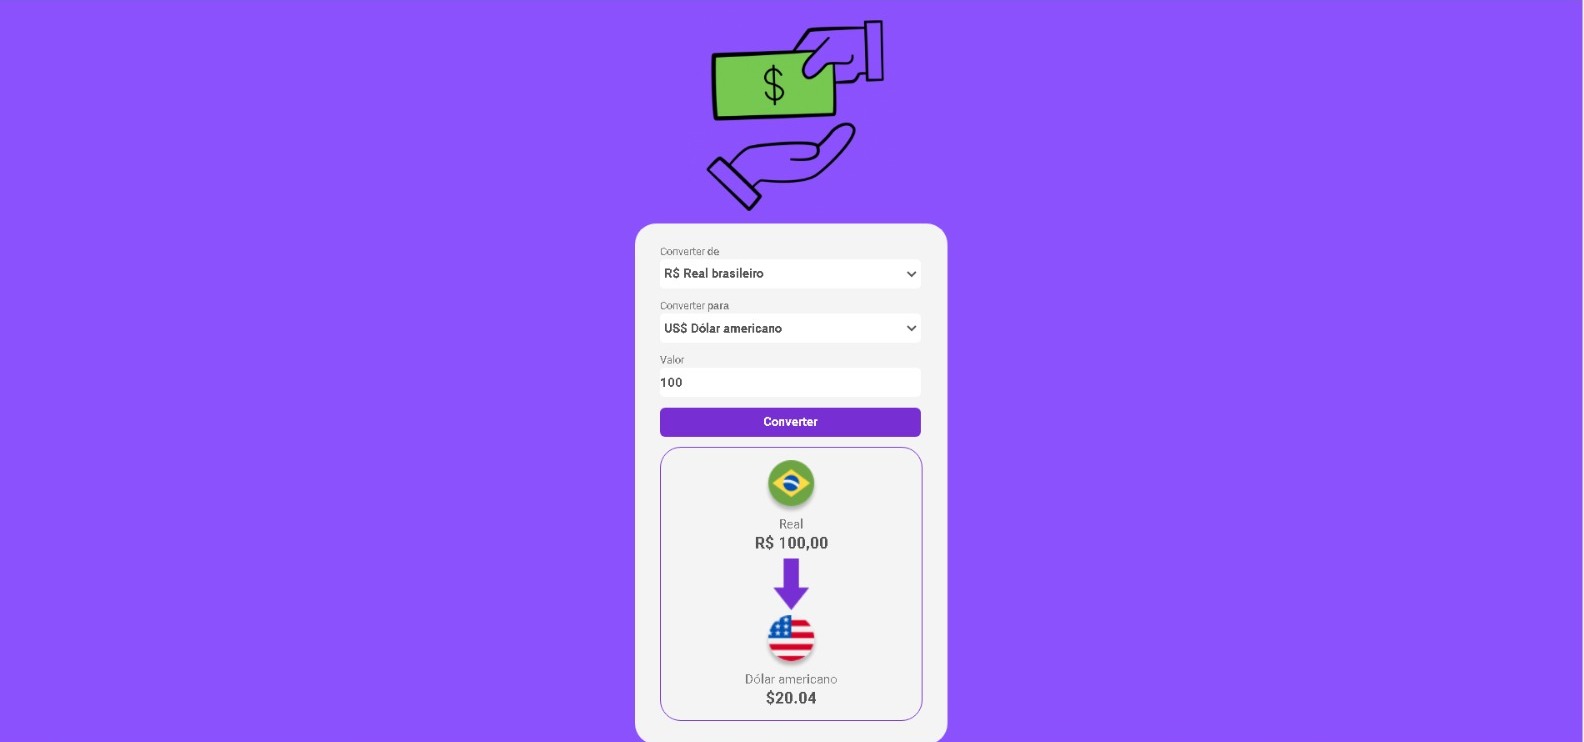 $
Converter de
R$ Real brasileiro
Converter para
US$ Dólar americano
Valor
100
Converter
Real
R$ 100,00
Dólar americano
$20.04